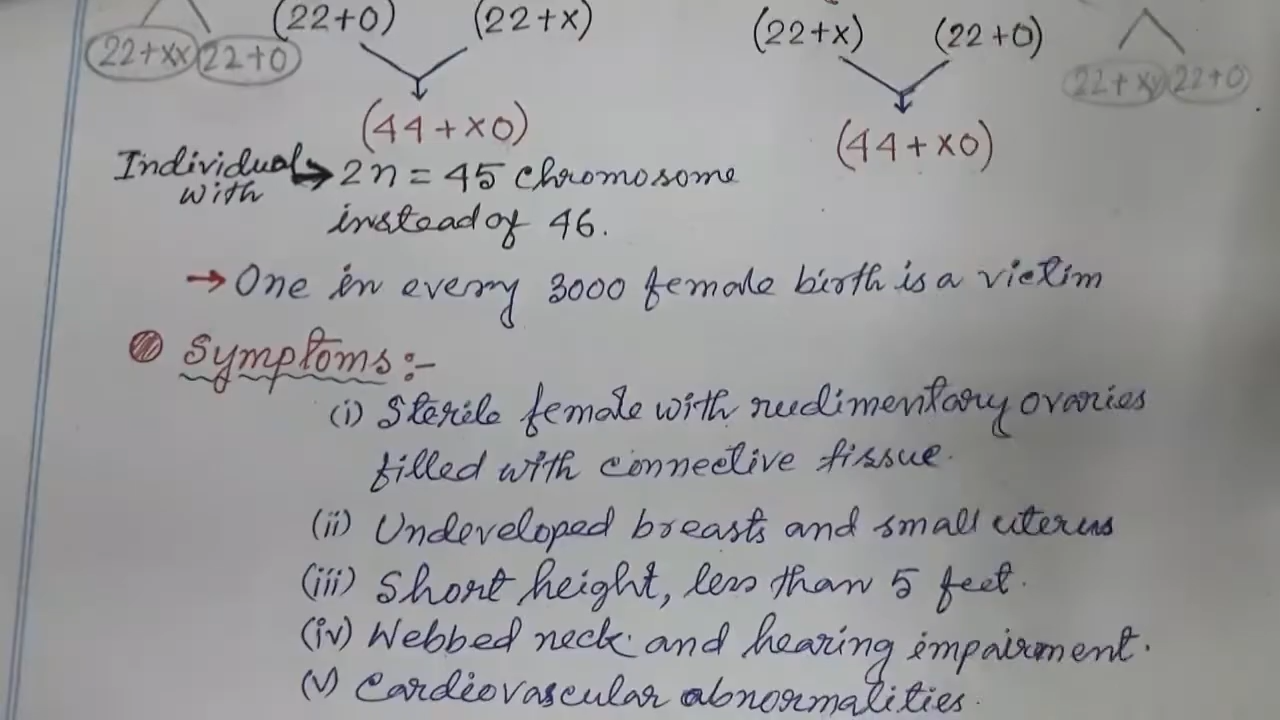 (22+0) (22+x) (22+x) (22+0)
22+xx 22+0 22+xy 22+0
(44+x0) (44+x0)
Individual with → 2n = 45 chromosome
instead of 46.
→ One in every 3000 female birth is a victim
Symptoms :-
(i) Sterile female with rudimentary ovaries
filled with connective tissue.
(ii) Undeveloped breasts and small uterus
(iii) Short height, less than 5 feet.
(iv) Webbed neck and hearing impairment.
(v) Cardiovascular abnormalities.